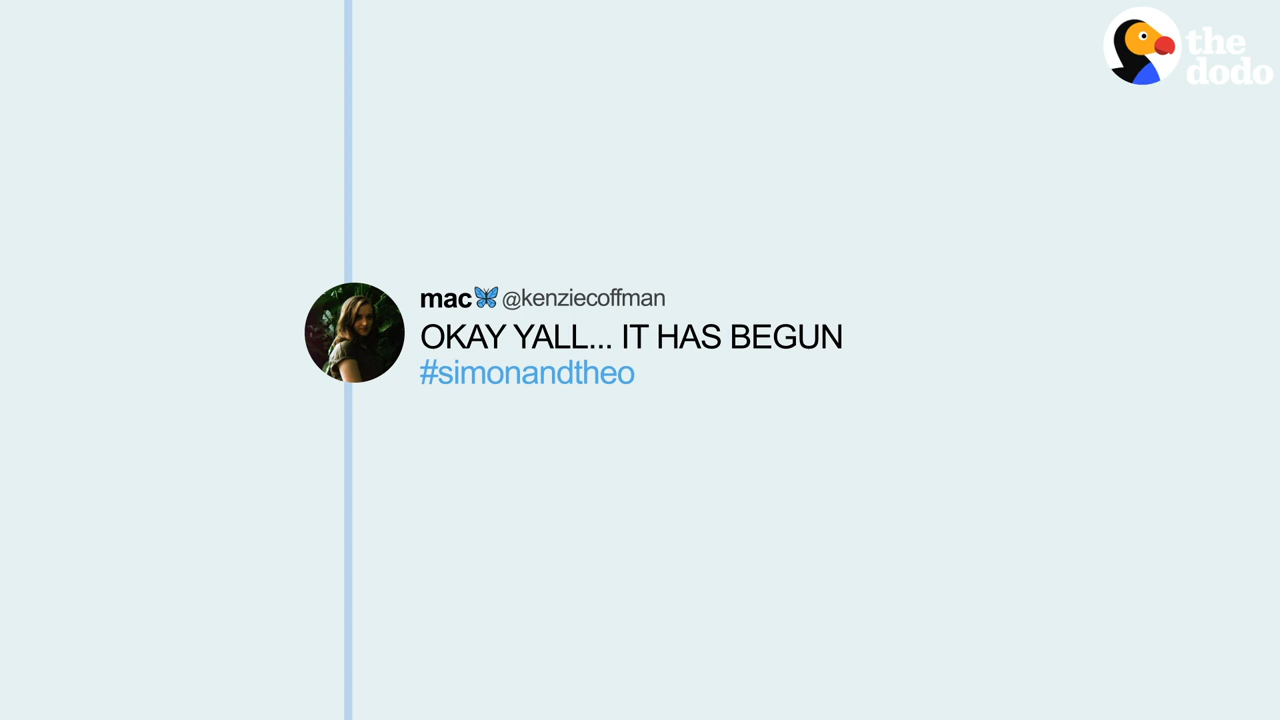 the
dodo
mac🦋 @kenziecoffman
OKAY YALL... IT HAS BEGUN
#simonandtheo